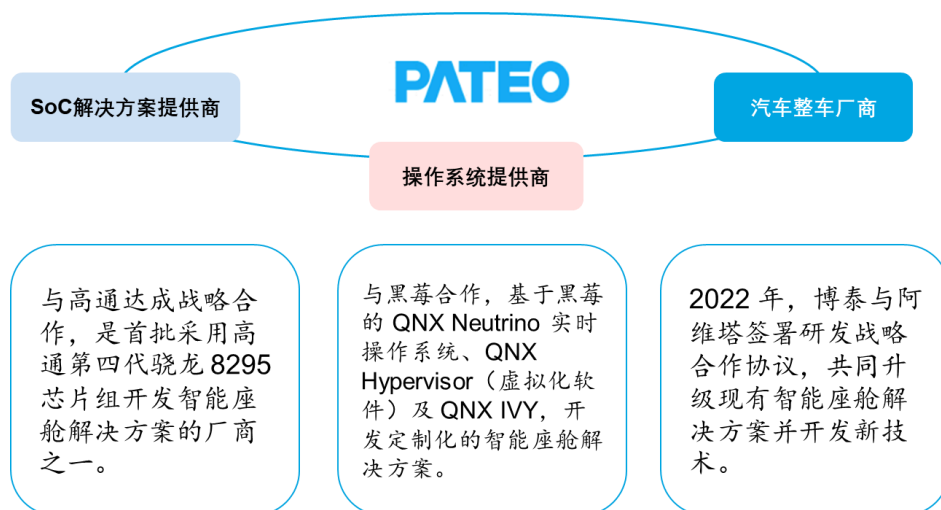 PATEO
SoC解决方案提供商
汽车整车厂商
操作系统提供商
与高通达成战略合
作，是首批采用高
通第四代骁龙 8295
芯片组开发智能座
舱解决方案的厂商
之一。
与黑莓合作，基于黑莓
的 QNX Neutrino 实时
操作系统、QNX
Hypervisor（虚拟化软
件）及 QNX IVY，开
发定制化的智能座舱解
决方案。
2022 年，博泰与阿
维塔签署研发战略
合作协议，共同升
级现有智能座舱解
决方案并开发新技
术。